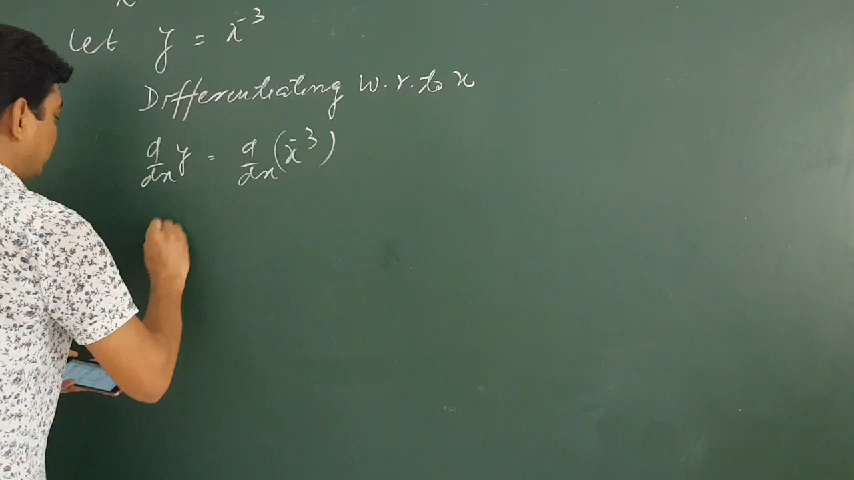 x
let y = x⁻³
Differentiating w.r.to x
d/dx y = d/dx (x⁻³)